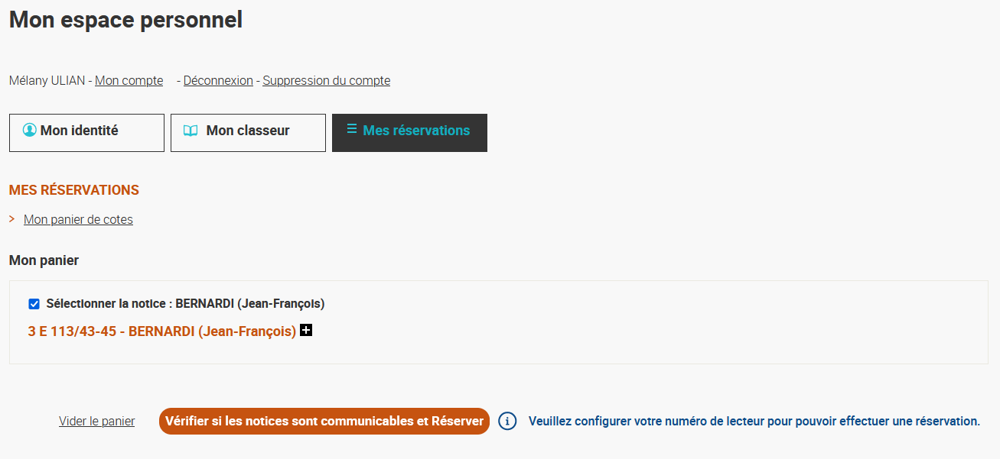 Mon espace personnel
Mélany ULIAN - Mon compte - Déconnexion - Suppression du compte
Mon identité Mon classeur Mes réservations
MES RÉSERVATIONS
> Mon panier de cotes
Mon panier
Sélectionner la notice : BERNARDI (Jean-François)
3 E 113/43-45 - BERNARDI (Jean-François)
Vider le panier Vérifier si les notices sont communicables et Réserver Veuillez configurer votre numéro de lecteur pour pouvoir effectuer une réservation.